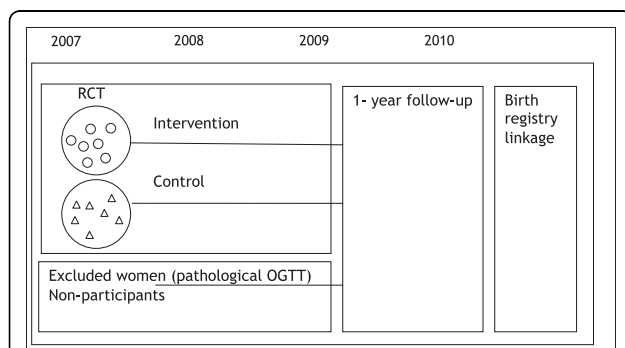 2007 2008 2009 2010
RCT
Intervention
Control
Excluded women (pathological OGTT)
Non-participants
1- year follow-up
Birth
registry
linkage